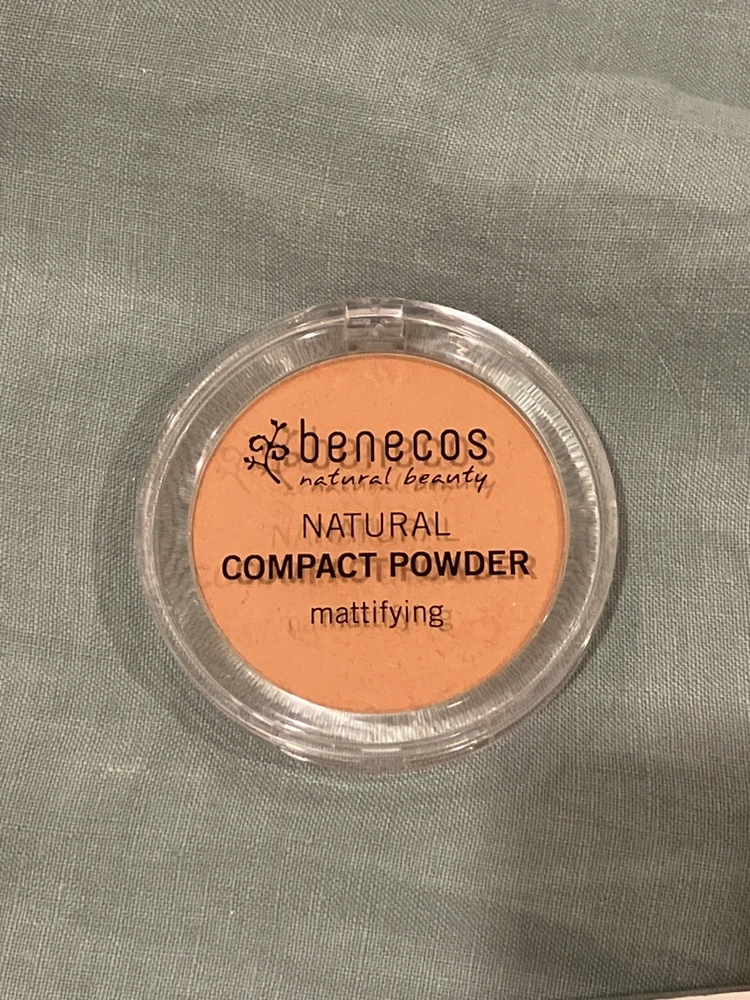 benecos
natural beauty
NATURAL
COMPACT POWDER
mattifying